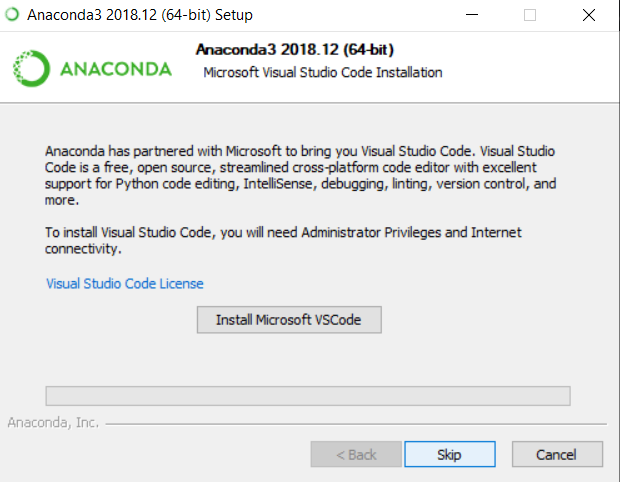 Anaconda3 2018.12 (64-bit) Setup
ANACONDA
Anaconda3 2018.12 (64-bit)
Microsoft Visual Studio Code Installation
Anaconda has partnered with Microsoft to bring you Visual Studio Code. Visual Studio
Code is a free, open source, streamlined cross-platform code editor with excellent
support for Python code editing, IntelliSense, debugging, linting, version control, and
more.
To install Visual Studio Code, you will need Administrator Privileges and Internet
connectivity.
Visual Studio Code License
Install Microsoft VSCode
Anaconda, Inc.
< Back
Skip
Cancel